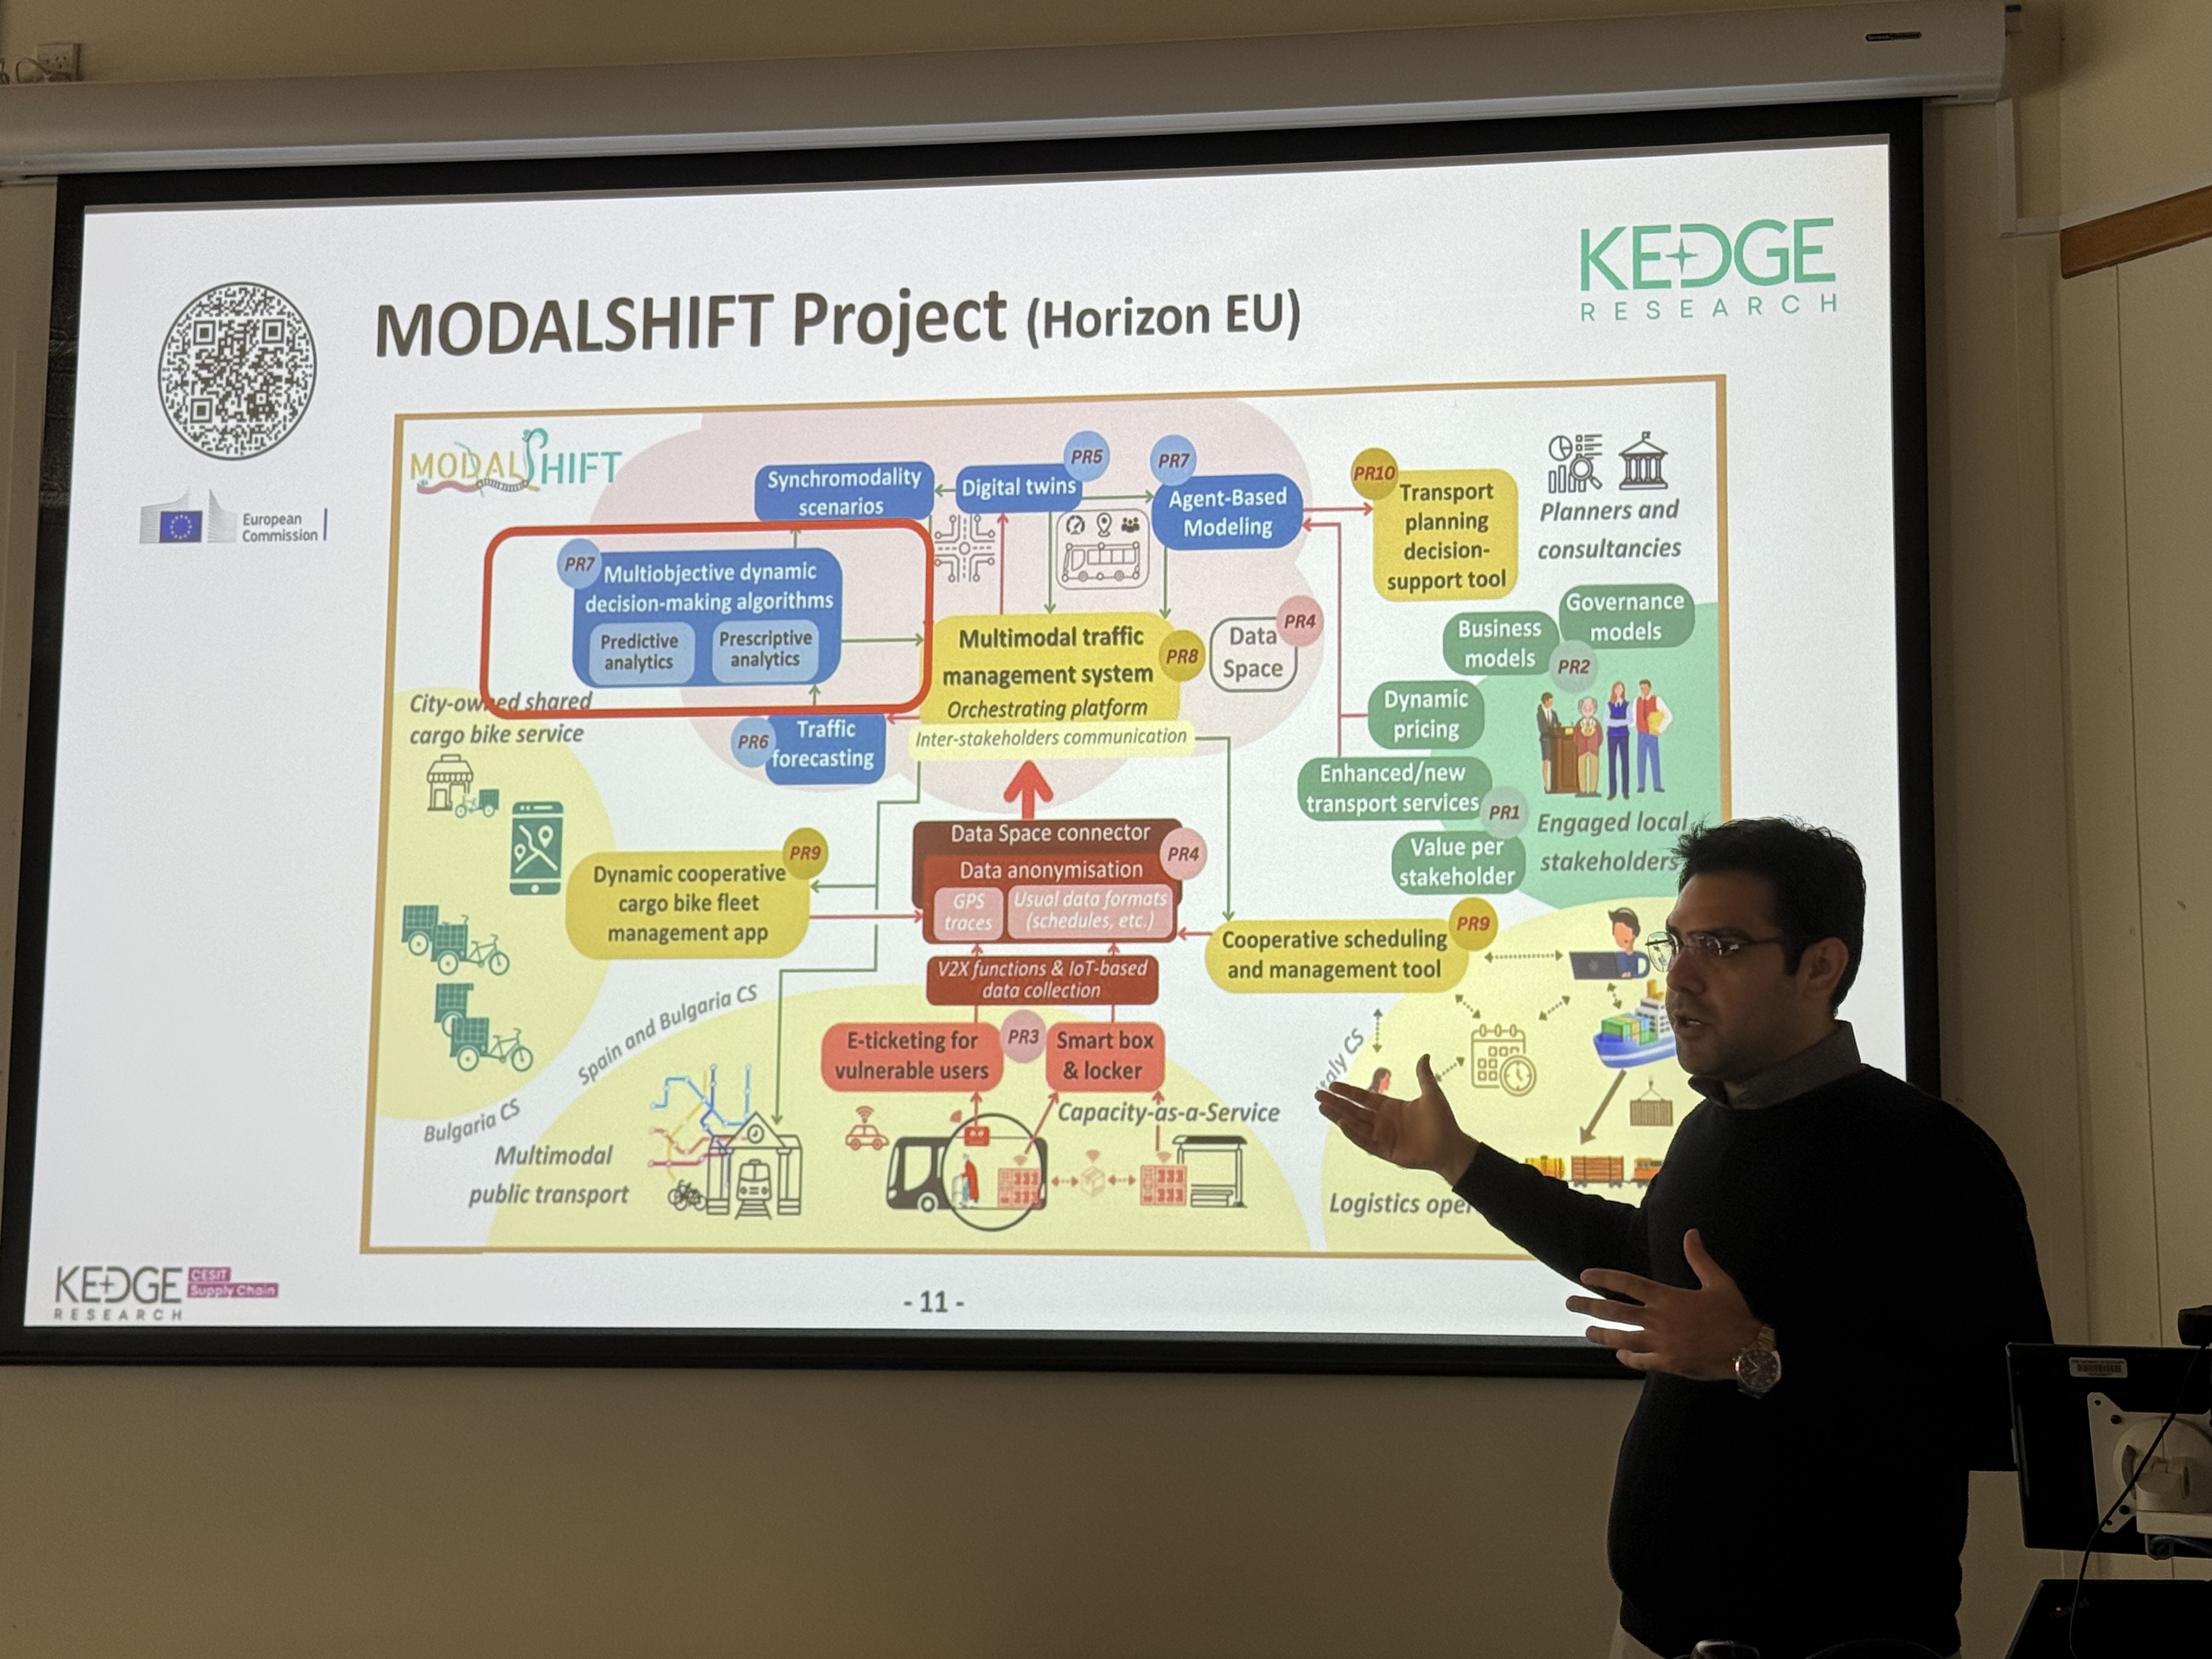 MODALSHIFT Project (Horizon EU)
KEDGE
RESEARCH
European
Commission
MODALSHIFT
Synchromodality
scenarios
Digital twins
PR5
PR7
Agent-Based
Modeling
PR10
Transport
planning
decision-
support tool
Planners and
consultancies
PR7
Multiobjective dynamic
decision-making algorithms
Predictive
analytics
Prescriptive
analytics
Multimodal traffic
management system
Orchestrating platform
Inter-stakeholders communication
PR8
Data
Space
PR4
Governance
models
Business
models
PR2
Dynamic
pricing
Enhanced/new
transport services
PR1
Value per
stakeholder
Engaged local
stakeholders
City-owned shared
cargo bike service
PR6
Traffic
forecasting
Data Space connector
Data anonymisation
PR4
GPS
traces
Usual data formats
(schedules, etc.)
PR9
Dynamic cooperative
cargo bike fleet
management app
PR9
Cooperative scheduling
and management tool
V2X functions & IoT-based
data collection
E-ticketing for
vulnerable users
PR3
Smart box
& locker
Capacity-as-a-Service
Spain and Bulgaria CS
Bulgaria CS
Italy CS
Multimodal
public transport
Logistics
KEDGE
RESEARCH
CESIT
Supply Chain
- 11 -